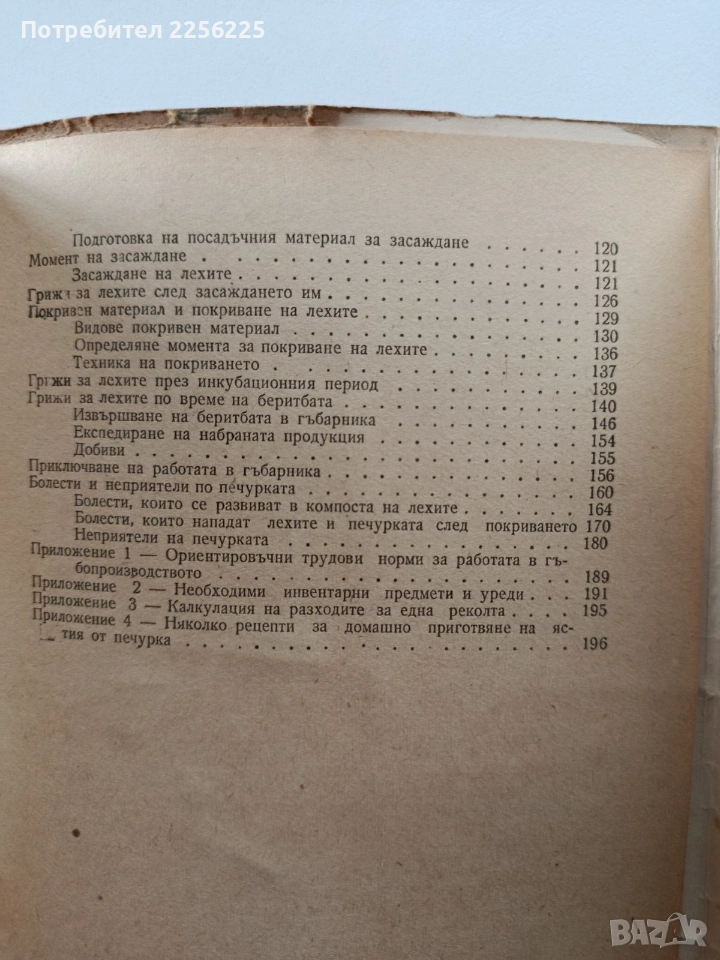 Потребител 2256225
Подготовка на посадъчния материал за засаждане . . . . . . 120
Момент на засаждане . . . . . . . . . . . . . . . . . . 121
Засаждане на лехите . . . . . . . . . . . . . . . . . . 121
Грижи за лехите след засаждането им . . . . . . . . . . . . 126
Покривен материал и покриване на лехите . . . . . . . . . . 129
Видове покривен материал . . . . . . . . . . . . . . . 130
Определяне момента за покриване на лехите . . . . . . . . 136
Техника на покриването . . . . . . . . . . . . . . . . 137
Грижи за лехите през инкубационния период . . . . . . . . . 139
Грижи за лехите по време на беритбата . . . . . . . . . . . 140
Извършване на беритбата в гъбарника . . . . . . . . . . 146
Експедиране на набраната продукция . . . . . . . . . . 154
Добиви . . . . . . . . . . . . . . . . . . . . . . . 155
Приключване на работата в гъбарника . . . . . . . . . . . . 156
Болести и неприятели по печурката . . . . . . . . . . . . . 160
Болести, които се развиват в компоста на лехите . . . . . . 164
Болести, които нападат лехите и печурката след покриването 170
Неприятели на печурката . . . . . . . . . . . . . . . 180
Приложение 1 — Ориентировъчни трудови норми за работата в гъ-
бопроизводството . . . . . . . . . . . . . . . . . 189
Приложение 2 — Необходими инвентарни предмети и уреди . . . 191
Приложение 3 — Калкулация на разходите за една реколта . . . . 195
Приложение 4 — Няколко рецепти за домашно приготвяне на яс-
тия от печурка . . . . . . . . . . . . . . . . . . 196
BAZAR